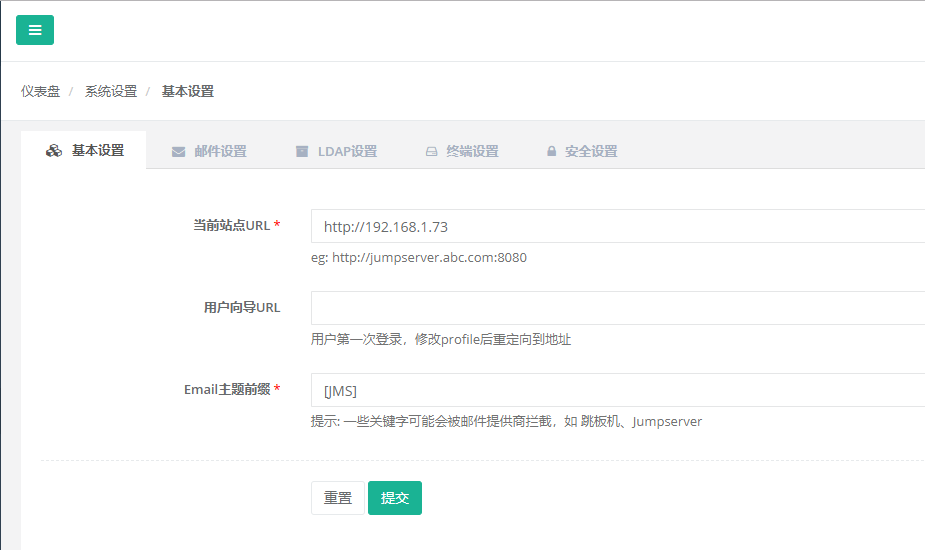 仪表盘 / 系统设置 / 基本设置
基本设置 邮件设置 LDAP设置 终端设置 安全设置
当前站点URL * http://192.168.1.73
eg: http://jumpserver.abc.com:8080
用户向导URL
用户第一次登录，修改profile后重定向到地址
Email主题前缀 * [JMS]
提示: 一些关键字可能会被邮件提供商拦截，如 跳板机、Jumpserver
重置 提交